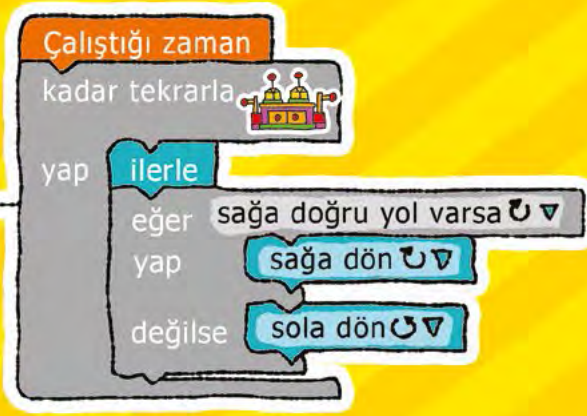 Çalıştığı zaman
kadar tekrarla
yap ilerle
eğer sağa doğru yol varsa
yap sağa dön
değilse sola dön